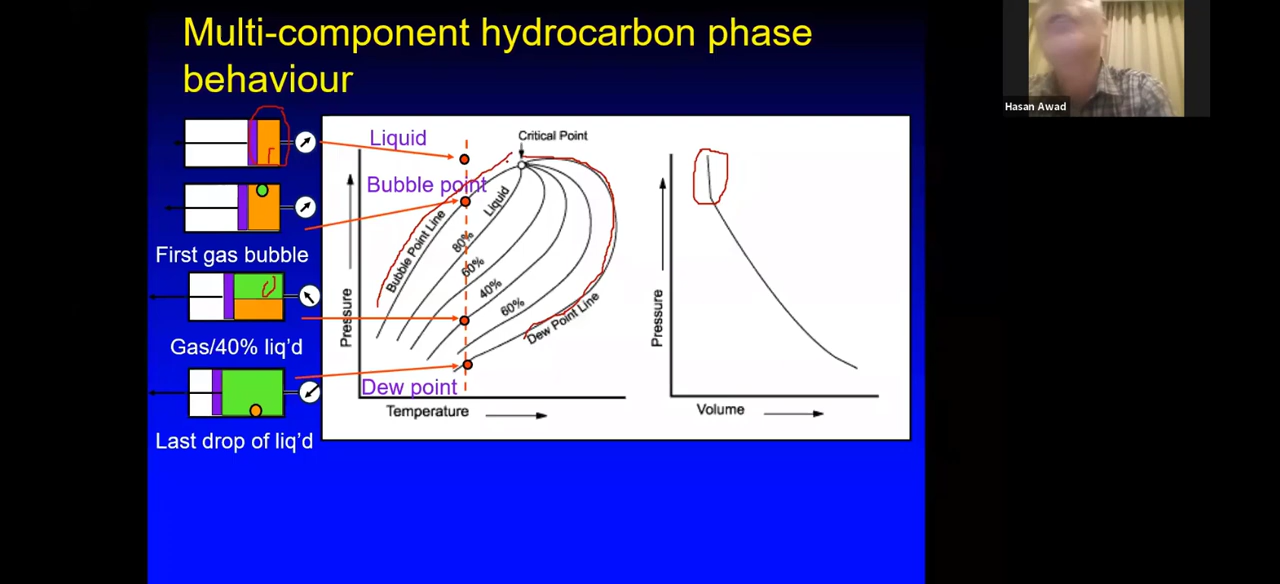 Multi-component hydrocarbon phase
behaviour
Hasan Awad
First gas bubble
Gas/40% liq'd
Last drop of liq'd
Liquid
Bubble point
Dew point
Critical Point
Bubble Point Line
Liquid
80%
60%
40%
60%
Dew Point Line
Pressure
Temperature
Pressure
Volume